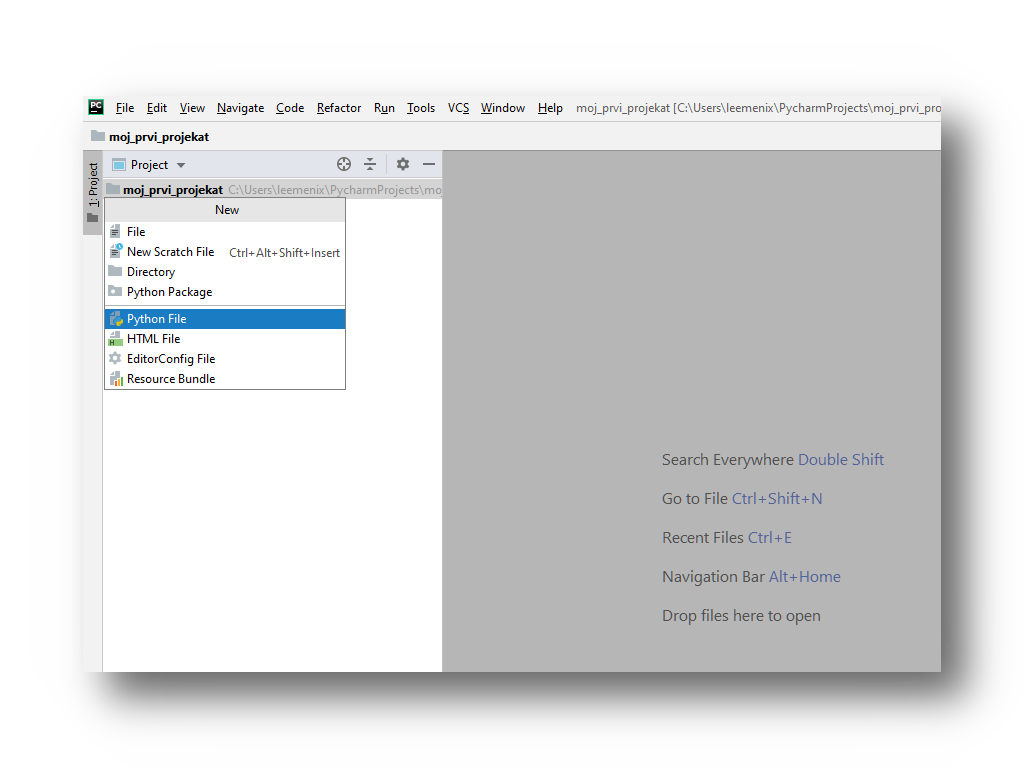 PC File Edit View Navigate Code Refactor Run Tools VCS Window Help moj_prvi_projekat [C:\Users\leemenix\PycharmProjects\moj_prvi_pro
moj_prvi_projekat
1: Project
Project
moj_prvi_projekat C:\Users\leemenix\PycharmProjects\mo
New
File
New Scratch File Ctrl+Alt+Shift+Insert
Directory
Python Package
Python File
HTML File
EditorConfig File
Resource Bundle
Search Everywhere Double Shift
Go to File Ctrl+Shift+N
Recent Files Ctrl+E
Navigation Bar Alt+Home
Drop files here to open